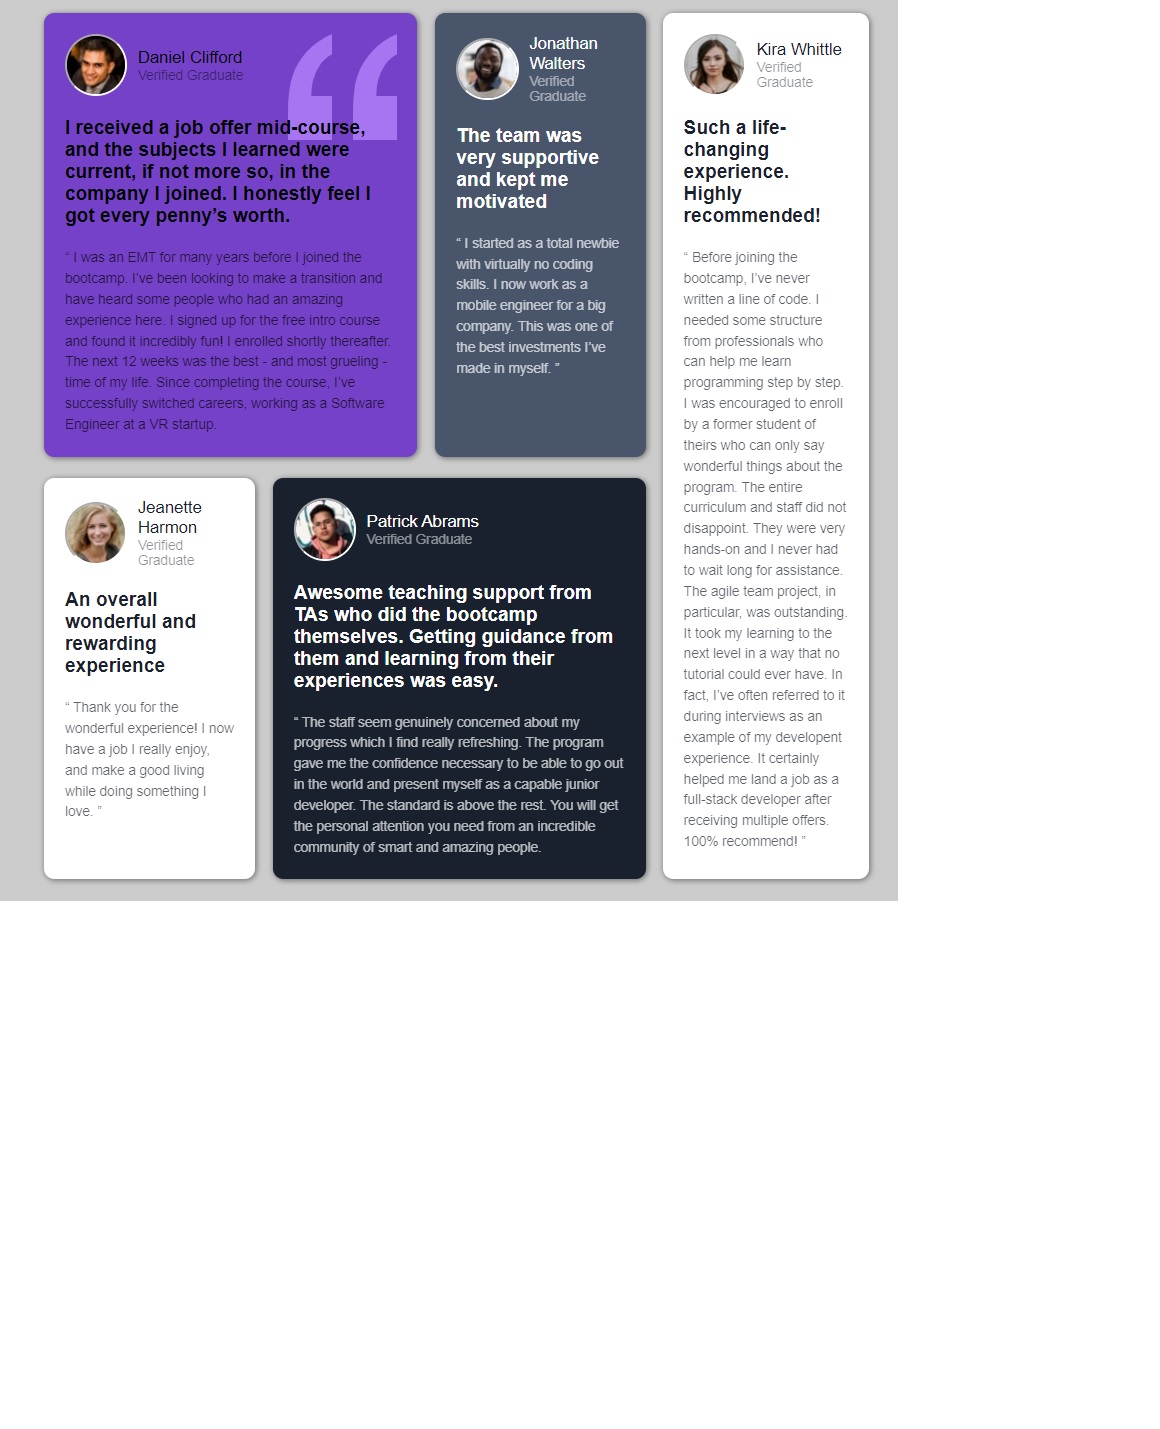 Daniel Clifford
Verified Graduate
I received a job offer mid-course,
and the subjects I learned were
current, if not more so, in the
company I joined. I honestly feel I
got every penny’s worth.
“ I was an EMT for many years before I joined the
bootcamp. I’ve been looking to make a transition and
have heard some people who had an amazing
experience here. I signed up for the free intro course
and found it incredibly fun! I enrolled shortly thereafter.
The next 12 weeks was the best - and most grueling -
time of my life. Since completing the course, I’ve
successfully switched careers, working as a Software
Engineer at a VR startup.
Jonathan
Walters
Verified
Graduate
The team was
very supportive
and kept me
motivated
“ I started as a total newbie
with virtually no coding
skills. I now work as a
mobile engineer for a big
company. This was one of
the best investments I’ve
made in myself. ”
Kira Whittle
Verified
Graduate
Such a life-
changing
experience.
Highly
recommended!
“ Before joining the
bootcamp, I’ve never
written a line of code. I
needed some structure
from professionals who
can help me learn
programming step by step.
I was encouraged to enroll
by a former student of
theirs who can only say
wonderful things about the
program. The entire
curriculum and staff did not
disappoint. They were very
hands-on and I never had
to wait long for assistance.
The agile team project, in
particular, was outstanding.
It took my learning to the
next level in a way that no
tutorial could ever have. In
fact, I’ve often referred to it
during interviews as an
example of my developent
experience. It certainly
helped me land a job as a
full-stack developer after
receiving multiple offers.
100% recommend! ”
Jeanette
Harmon
Verified
Graduate
An overall
wonderful and
rewarding
experience
“ Thank you for the
wonderful experience! I now
have a job I really enjoy,
and make a good living
while doing something I
love. ”
Patrick Abrams
Verified Graduate
Awesome teaching support from
TAs who did the bootcamp
themselves. Getting guidance from
them and learning from their
experiences was easy.
“ The staff seem genuinely concerned about my
progress which I find really refreshing. The program
gave me the confidence necessary to be able to go out
in the world and present myself as a capable junior
developer. The standard is above the rest. You will get
the personal attention you need from an incredible
community of smart and amazing people.